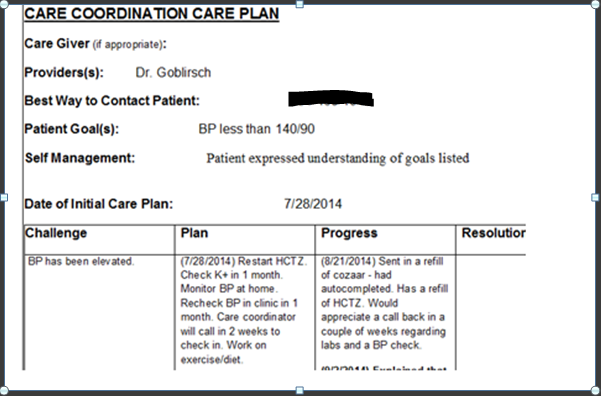 CARE COORDINATION CARE PLAN
Care Giver (if appropriate):
Providers(s): Dr. Goblirsch
Best Way to Contact Patient:
Patient Goal(s): BP less than 140/90
Self Management: Patient expressed understanding of goals listed
Date of Initial Care Plan: 7/28/2014
Challenge Plan Progress Resolution
BP has been elevated.
(7/28/2014) Restart HCTZ.
Check K+ in 1 month.
Monitor BP at home.
Recheck BP in clinic in 1
month. Care coordinator
will call in 2 weeks to
check in. Work on
exercise/diet.
(8/21/2014) Sent in a refill
of cozaar - had
autocompleted. Has a refill
of HCTZ. Would
appreciate a call back in a
couple of weeks regarding
labs and a BP check.
Explained that